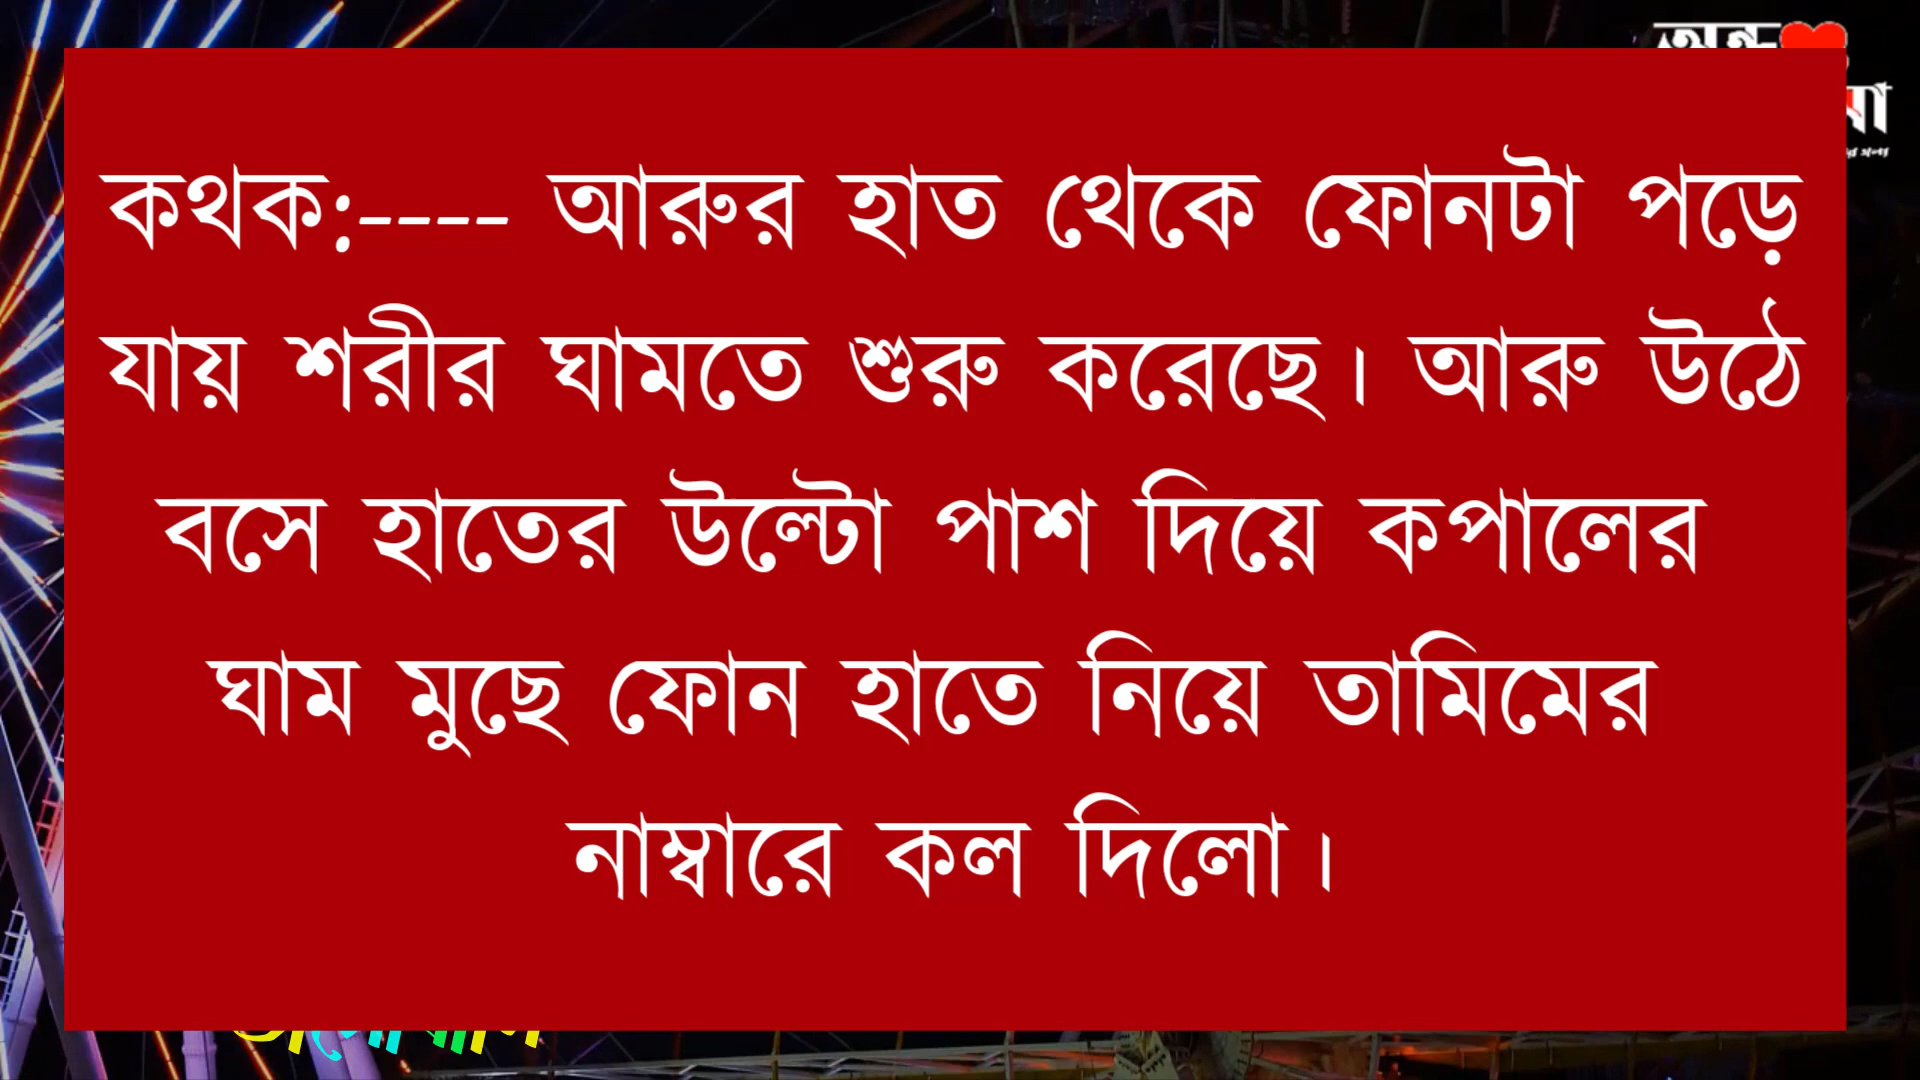 কথক:---- আরুর হাত থেকে ফোনটা পড়ে
যায় শরীর ঘামতে শুরু করেছে। আরু উঠে
বসে হাতের উল্টো পাশ দিয়ে কপালের
ঘাম মুছে ফোন হাতে নিয়ে তামিমের
নাম্বারে কল দিলো।